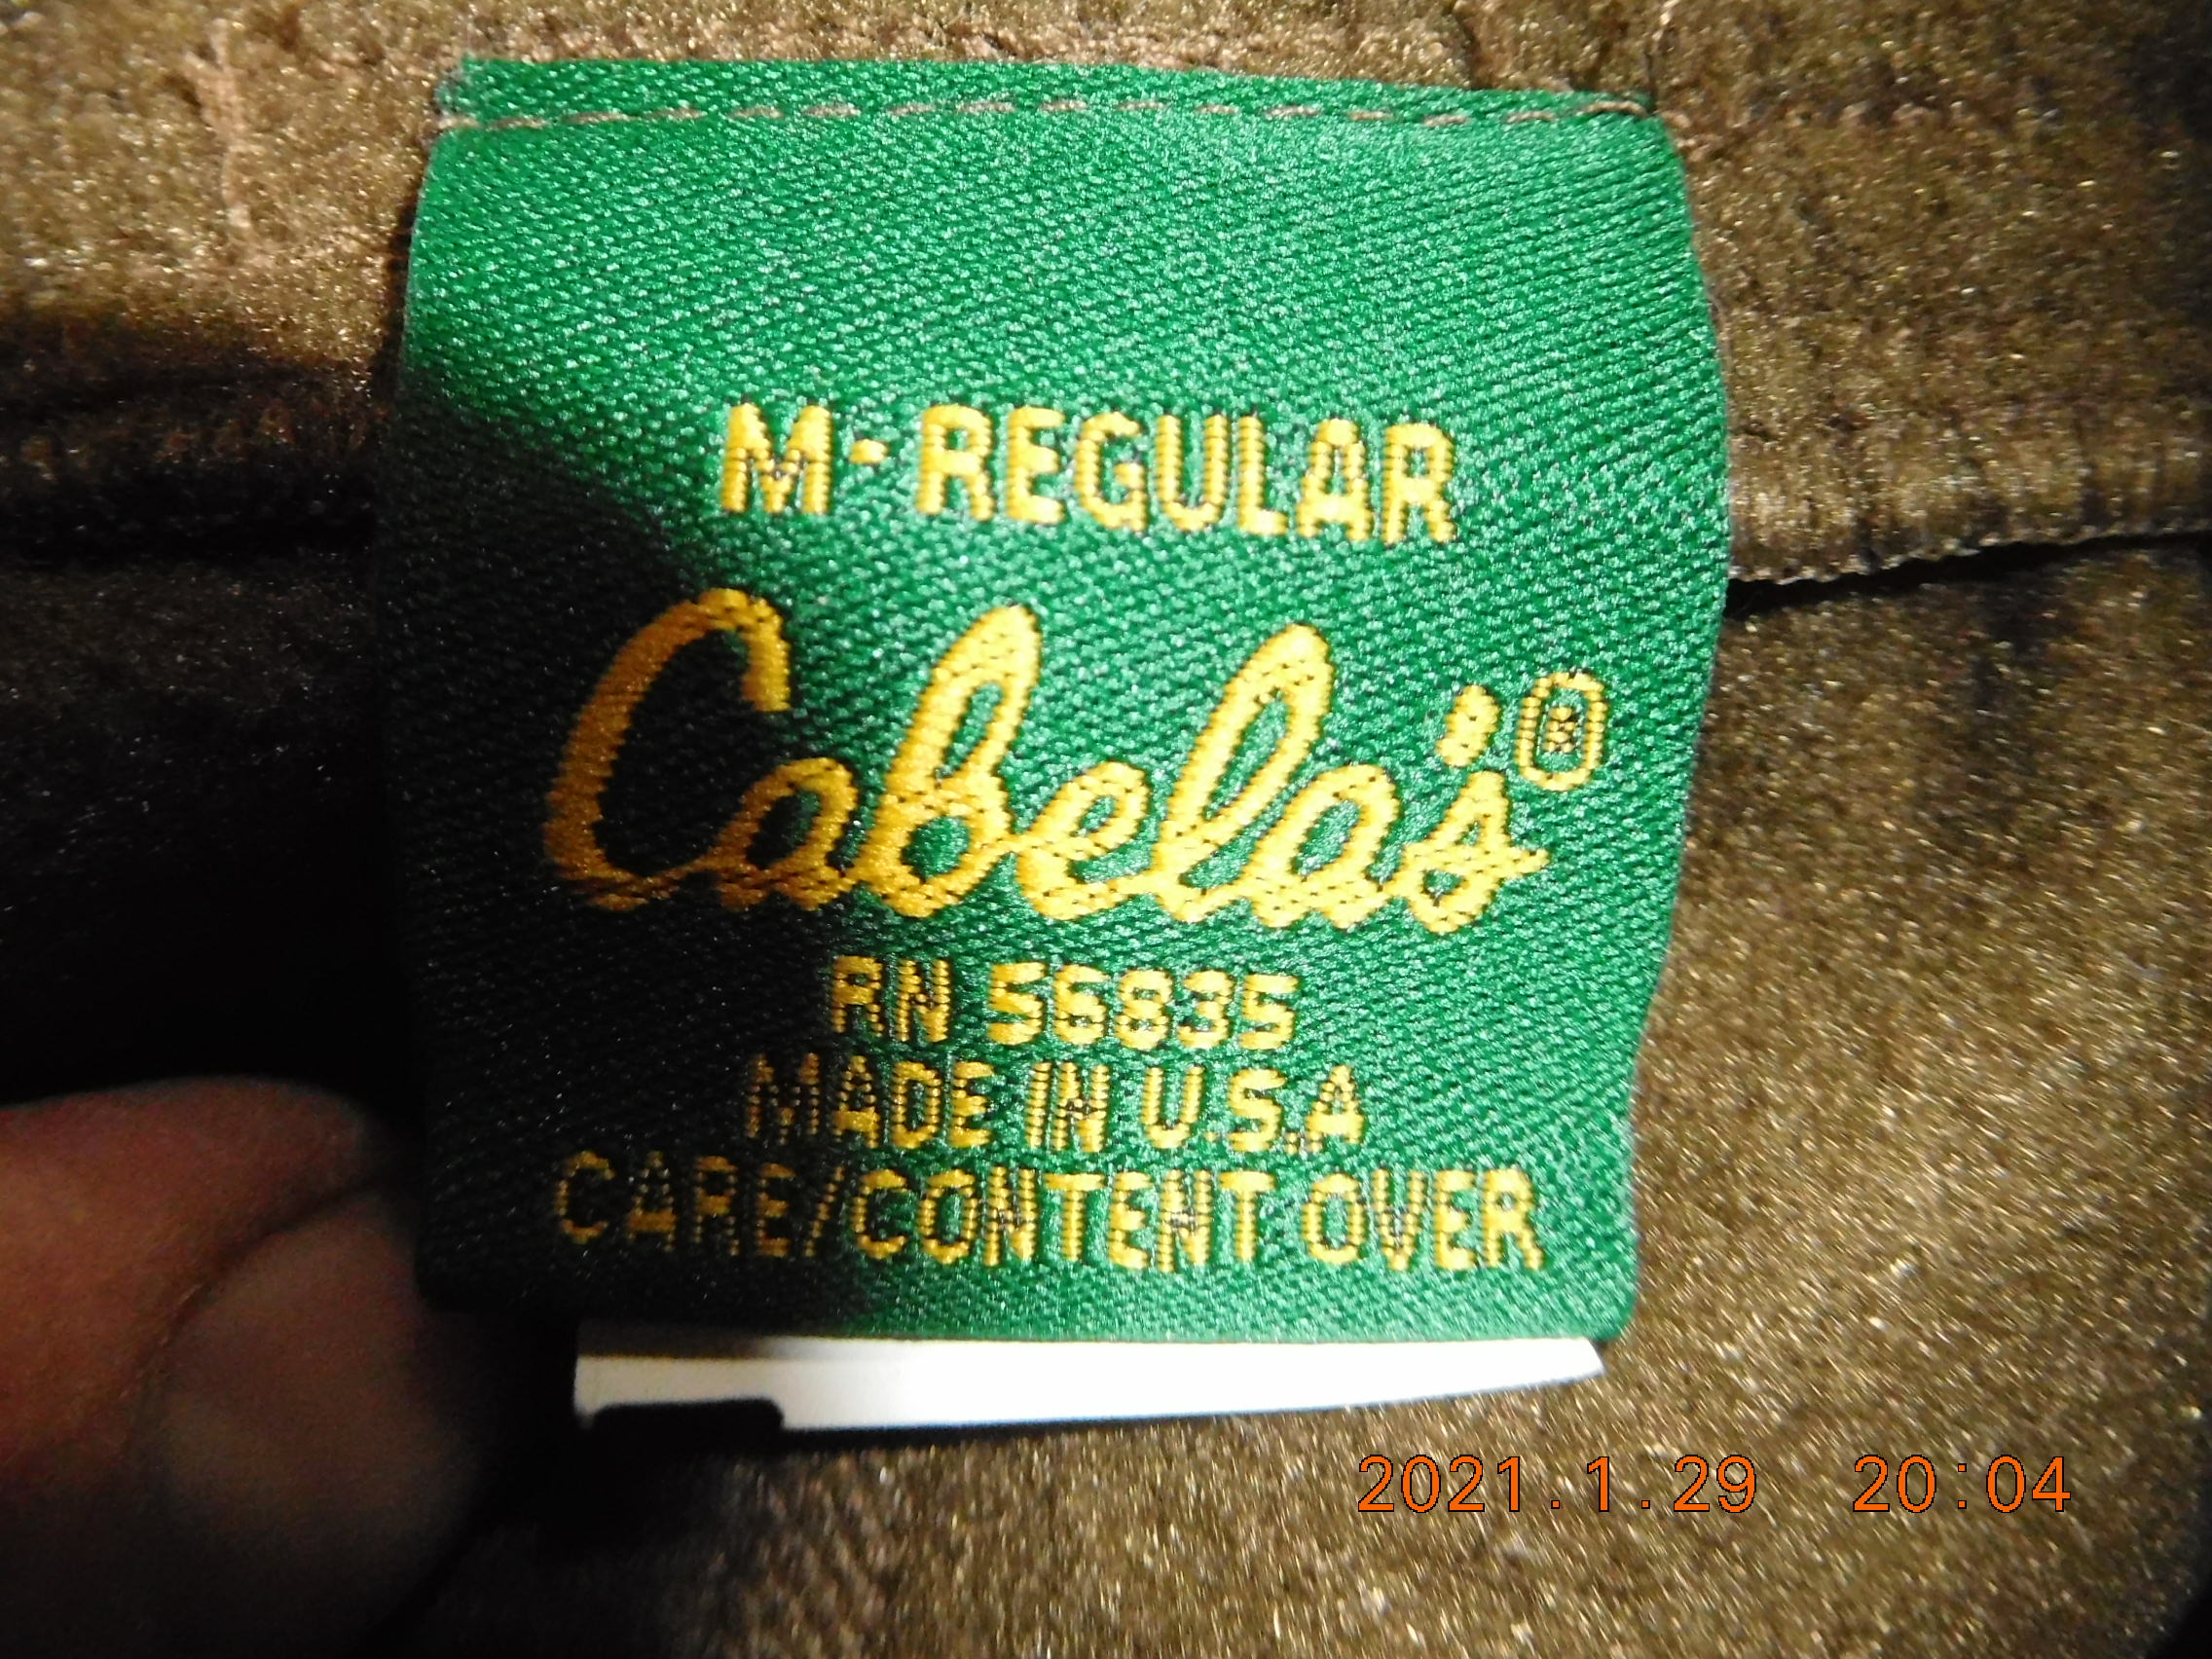 M-REGULAR
Cabela's®
RN 56835
MADE IN U.S.A
CARE/CONTENT OVER
2021.1.29 20:04